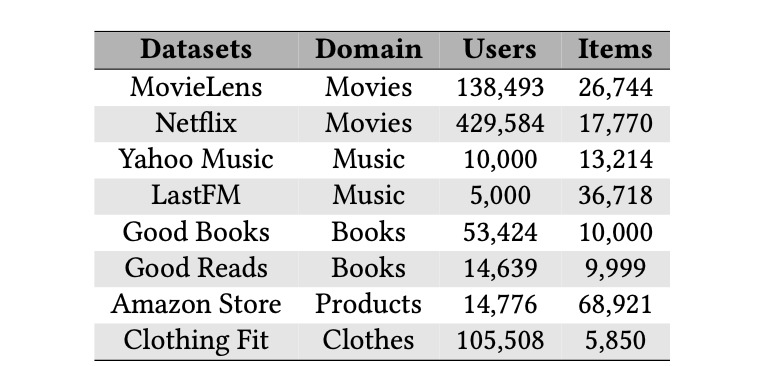 Datasets Domain Users Items
MovieLens Movies 138,493 26,744
Netflix Movies 429,584 17,770
Yahoo Music Music 10,000 13,214
LastFM Music 5,000 36,718
Good Books Books 53,424 10,000
Good Reads Books 14,639 9,999
Amazon Store Products 14,776 68,921
Clothing Fit Clothes 105,508 5,850